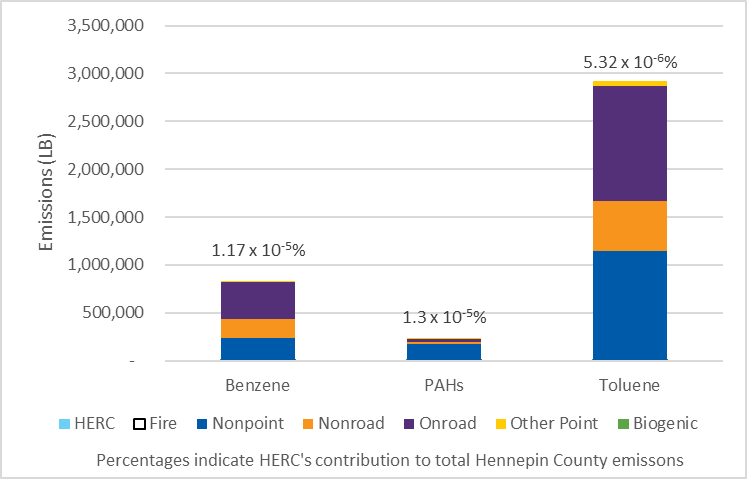 3,500,000
3,000,000
2,500,000
2,000,000
1,500,000
1,000,000
500,000
-
Emissions (LB)
1.17 x 10⁻⁵%
1.3 x 10⁻⁵%
5.32 x 10⁻⁶%
Benzene PAHs Toluene
HERC Fire Nonpoint Nonroad Onroad Other Point Biogenic
Percentages indicate HERC's contribution to total Hennepin County emissons